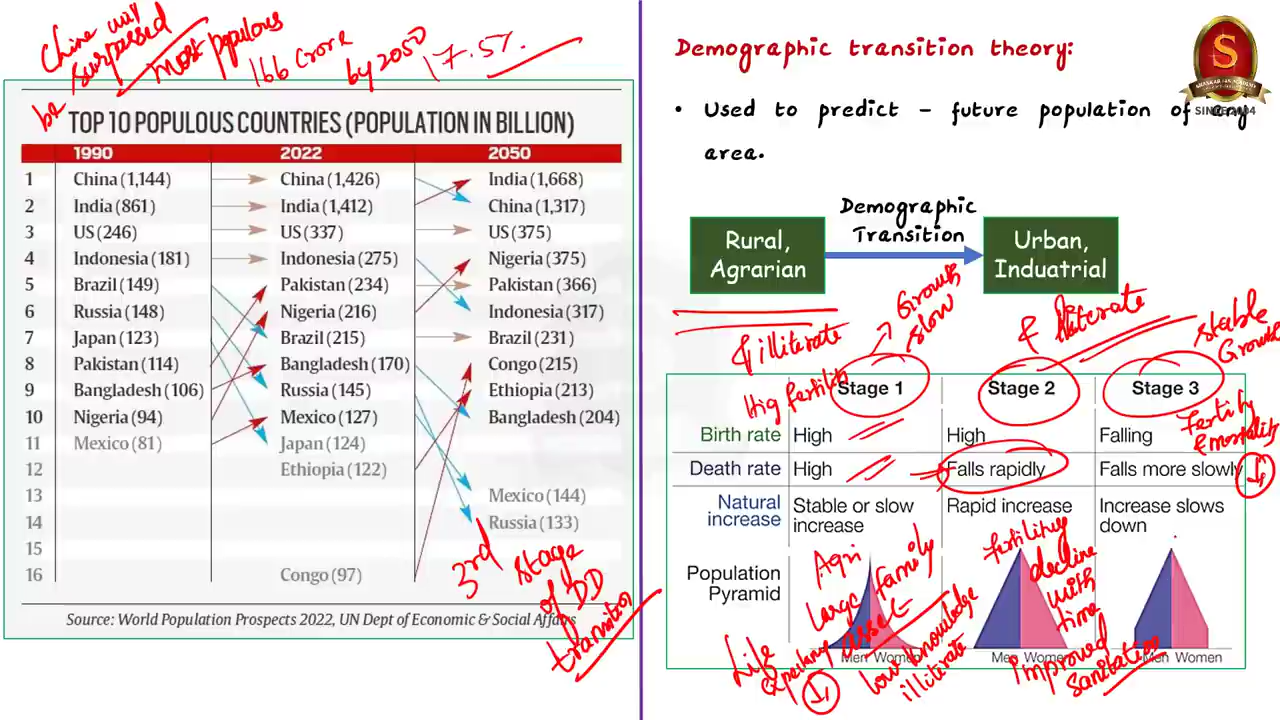 China will
be surpassed
most populous
166 Crore
by 2050
17.5%
TOP 10 POPULOUS COUNTRIES (POPULATION IN BILLION)
1990 2022 2050
1 China (1,144) China (1,426) India (1,668)
2 India (861) India (1,412) China (1,317)
3 US (246) US (337) US (375)
4 Indonesia (181) Indonesia (275) Nigeria (375)
5 Brazil (149) Pakistan (234) Pakistan (366)
6 Russia (148) Nigeria (216) Indonesia (317)
7 Japan (123) Brazil (215) Brazil (231)
8 Pakistan (114) Bangladesh (170) Congo (215)
9 Bangladesh (106) Russia (145) Ethiopia (213)
10 Nigeria (94) Mexico (127) Bangladesh (204)
11 Mexico (81) Japan (124)
12 Ethiopia (122)
13 Mexico (144)
14 Russia (133)
15
16 Congo (97)
Source: World Population Prospects 2022, UN Dept of Economic & Social Affairs
3rd
stage
of DD
transition
Demographic transition theory:
• Used to predict – future population of any
area.
S
SINCE 2004
Rural,
Agrarian
Demographic
Transition
Urban,
Induatrial
& illiterate
Growth
slow
&
literate
Stable
Growth
Hig fertility
Stage 1 Stage 2 Stage 3
Birth rate High High Falling
Death rate High Falls rapidly Falls more slowly
Natural
increase
Stable or slow
increase
Rapid increase
Increase slows
down
Population
Pyramid
Men Women
Men Women
Men Women
Fertility
& mortality
Agri
large family
asset
Life
low knowledge
illiterate
fertility
decline
with
time
improved
sanitation